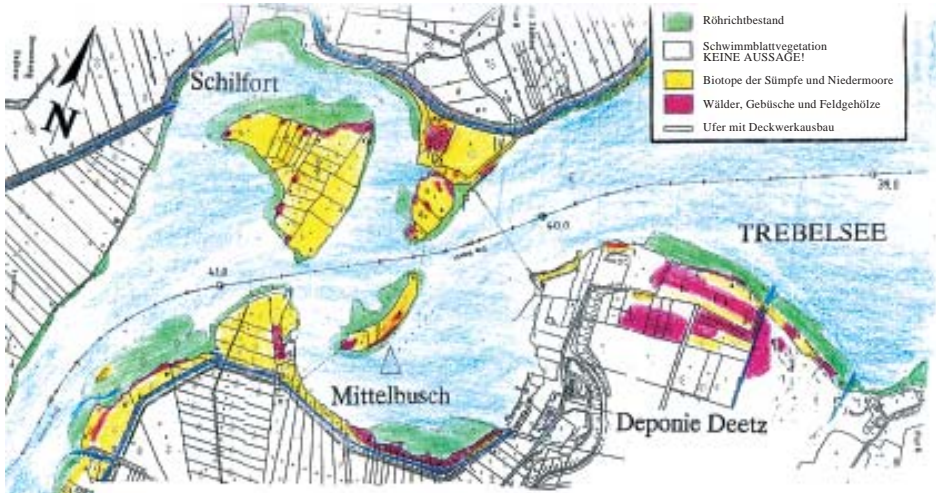 Röhrichtbestand
Schwimmblattvegetation
KEINE AUSSAGE!
Biotope der Sümpfe und Niedermoore
Wälder, Gebüsche und Feldgehölze
Ufer mit Deckwerkausbau
N
Schilfort
39,0
40,0
TREBELSEE
41,0
Mittelbusch
Deponie Deetz